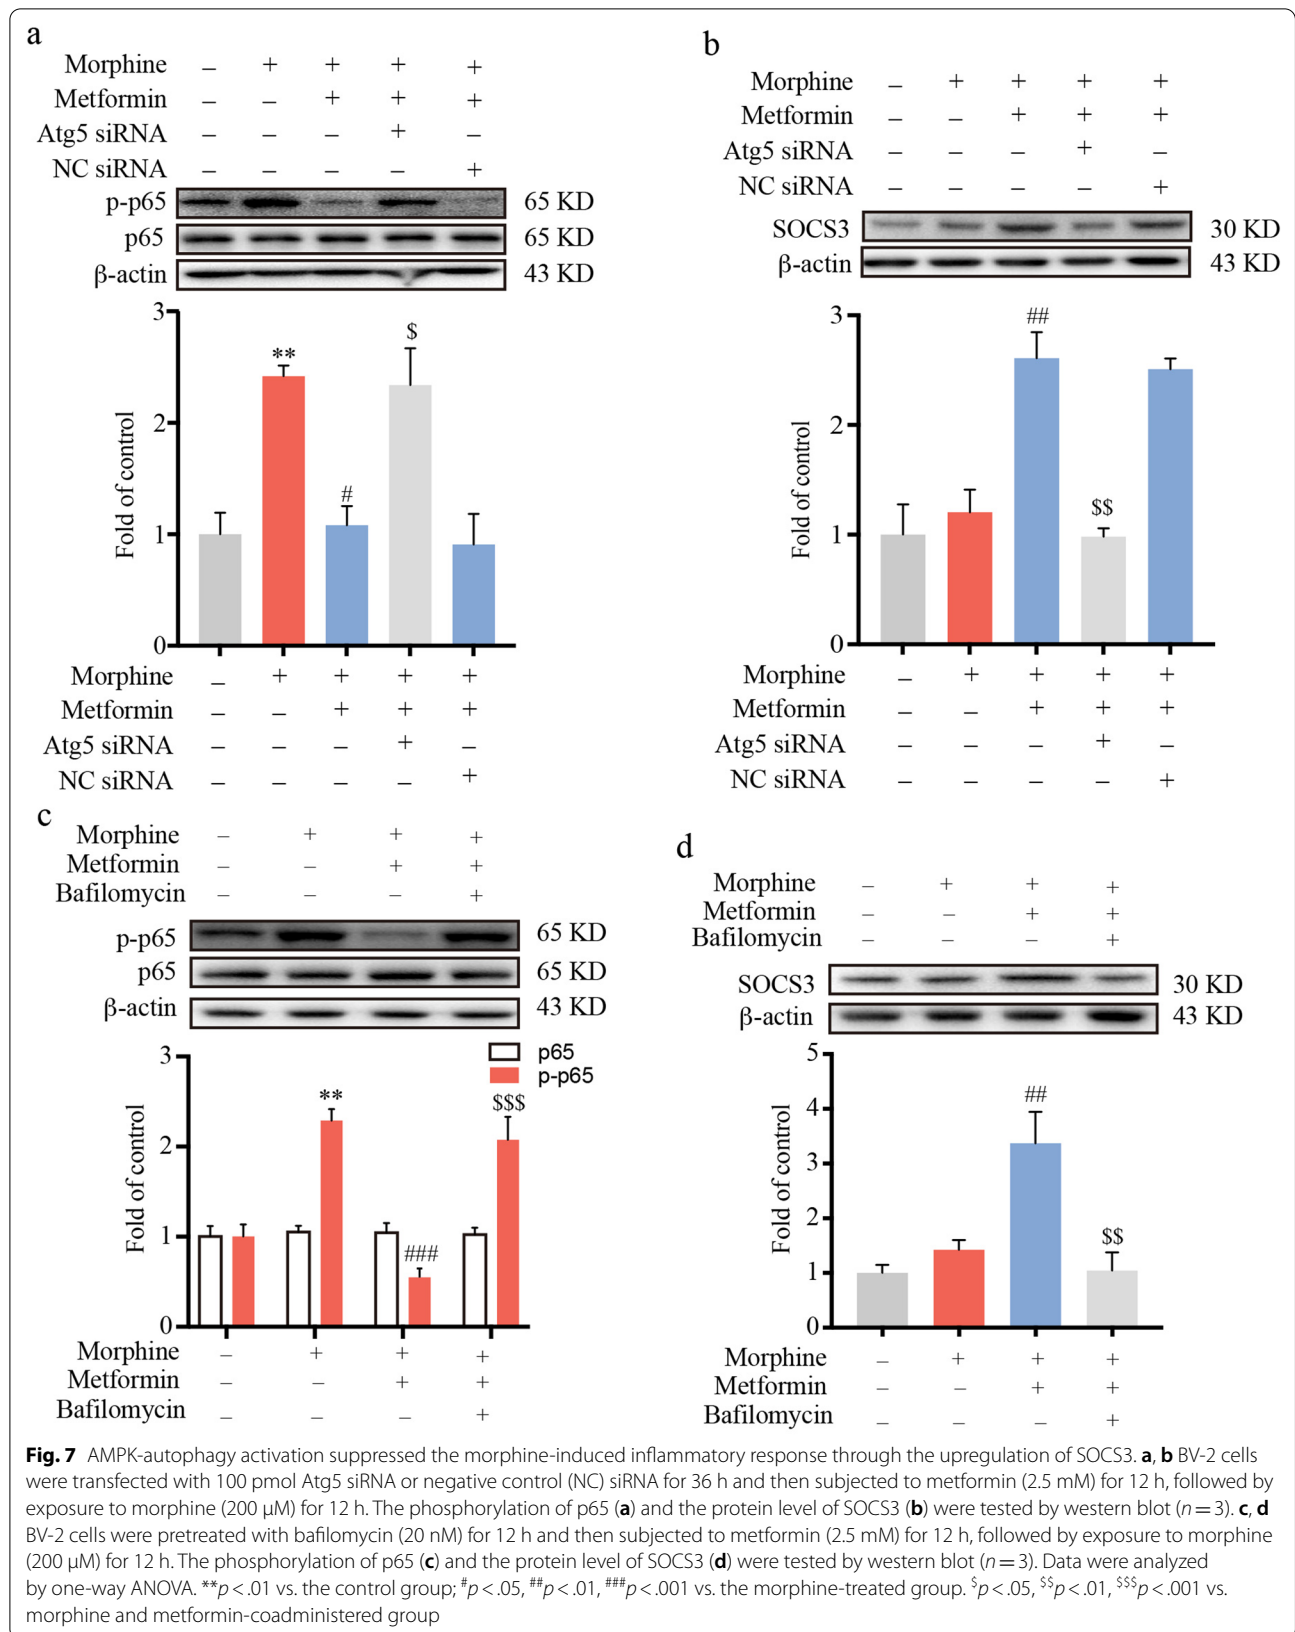 a
Morphine – + + + +
Metformin – – + + +
Atg5 siRNA – – – + –
NC siRNA – – – – +
p-p65 65 KD
p65 65 KD
β-actin 43 KD
3
** # $
2
Fold of control
1
0
Morphine – + + + +
Metformin – – + + +
Atg5 siRNA – – – + –
NC siRNA – – – – +
b
Morphine – + + + +
Metformin – – + + +
Atg5 siRNA – – – + –
NC siRNA – – – – +
SOCS3 30 KD
β-actin 43 KD
3
## $$
2
Fold of control
1
0
Morphine – + + + +
Metformin – – + + +
Atg5 siRNA – – – + –
NC siRNA – – – – +
c
Morphine – + + +
Metformin – – + +
Bafilomycin – – – +
p-p65 65 KD
p65 65 KD
β-actin 43 KD
p65
p-p65
3
** ### $$$
2
Fold of control
1
0
Morphine – + + +
Metformin – – + +
Bafilomycin – – – +
d
Morphine – + + +
Metformin – – + +
Bafilomycin – – – +
SOCS3 30 KD
β-actin 43 KD
5
## $$
4
3
Fold of control
2
1
0
Morphine – + + +
Metformin – – + +
Bafilomycin – – – +
Fig. 7 AMPK-autophagy activation suppressed the morphine-induced inflammatory response through the upregulation of SOCS3. a, b BV-2 cells
were transfected with 100 pmol Atg5 siRNA or negative control (NC) siRNA for 36 h and then subjected to metformin (2.5 mM) for 12 h, followed by
exposure to morphine (200 μM) for 12 h. The phosphorylation of p65 (a) and the protein level of SOCS3 (b) were tested by western blot (n = 3). c, d
BV-2 cells were pretreated with bafilomycin (20 nM) for 12 h and then subjected to metformin (2.5 mM) for 12 h, followed by exposure to morphine
(200 μM) for 12 h. The phosphorylation of p65 (c) and the protein level of SOCS3 (d) were tested by western blot (n = 3). Data were analyzed
by one-way ANOVA. **p < .01 vs. the control group; #p < .05, ##p < .01, ###p < .001 vs. the morphine-treated group. $p < .05, $$p < .01, $$$p < .001 vs.
morphine and metformin-coadministered group